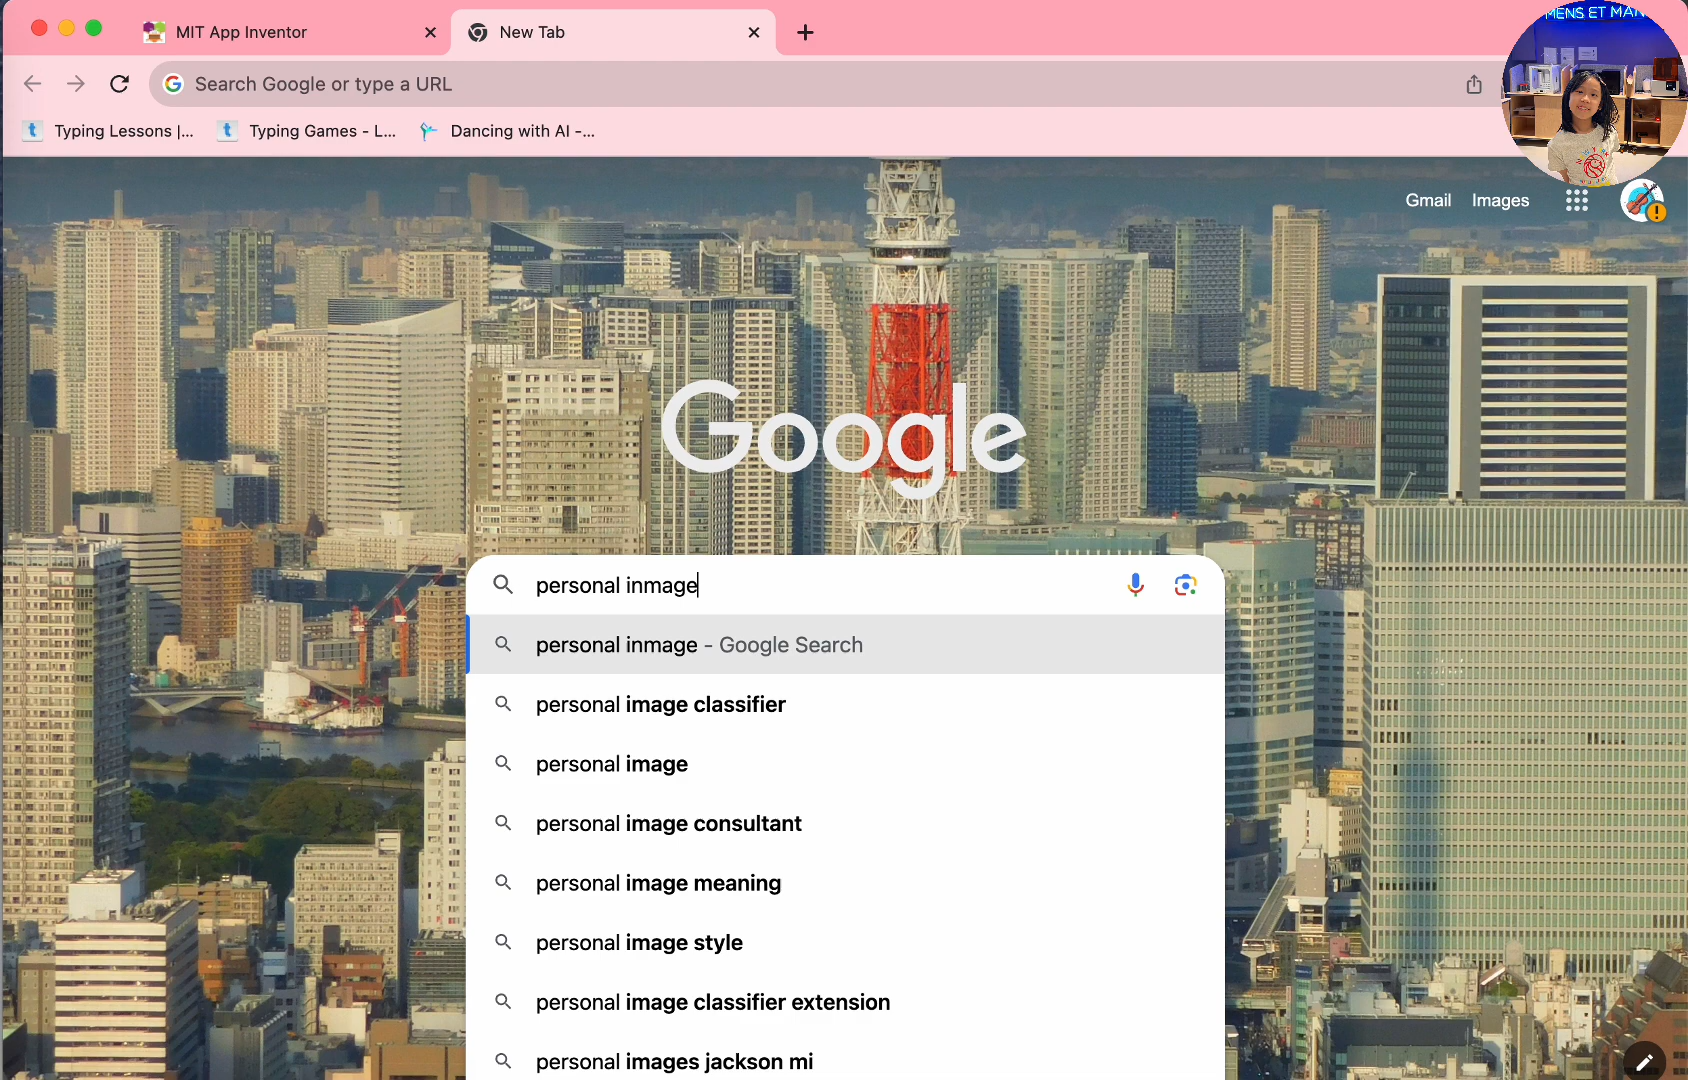 MIT App Inventor
New Tab
MENS ET MAN
Search Google or type a URL
Typing Lessons |...
Typing Games - L...
Dancing with AI -...
Gmail
Images
Google
personal inmage
personal inmage - Google Search
personal image classifier
personal image
personal image consultant
personal image meaning
personal image style
personal image classifier extension
personal images jackson mi